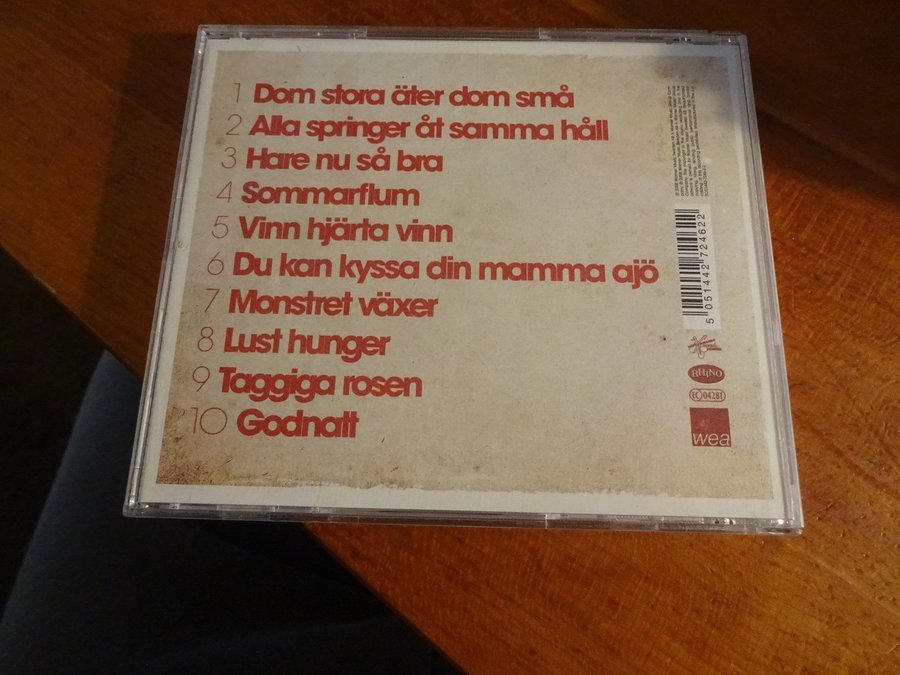 1 Dom stora äter dom små
2 Alla springer åt samma håll
3 Hare nu så bra
4 Sommarflum
5 Vinn hjärta vinn
6 Du kan kyssa din mamma ajö
7 Monstret växer
8 Lust hunger
9 Taggiga rosen
10 Godnatt
5 051442 724622
RHINO
LC 04281
wea